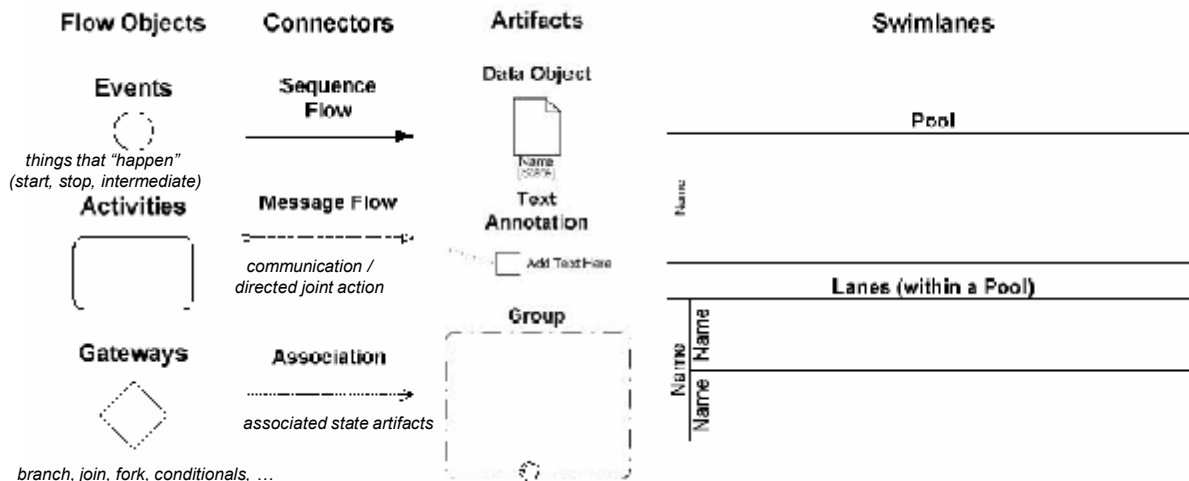 Flow Objects
Connectors
Artifacts
Swimlanes
Events
things that “happen”
(start, stop, intermediate)
Activities
Gateways
branch, join, fork, conditionals, …
Sequence
Flow
Message Flow
communication /
directed joint action
Association
associated state artifacts
Data Object
Name
[State]
Text
Annotation
Add Text Here
Group
Pool
Name
Lanes (within a Pool)
Name
Name
Name